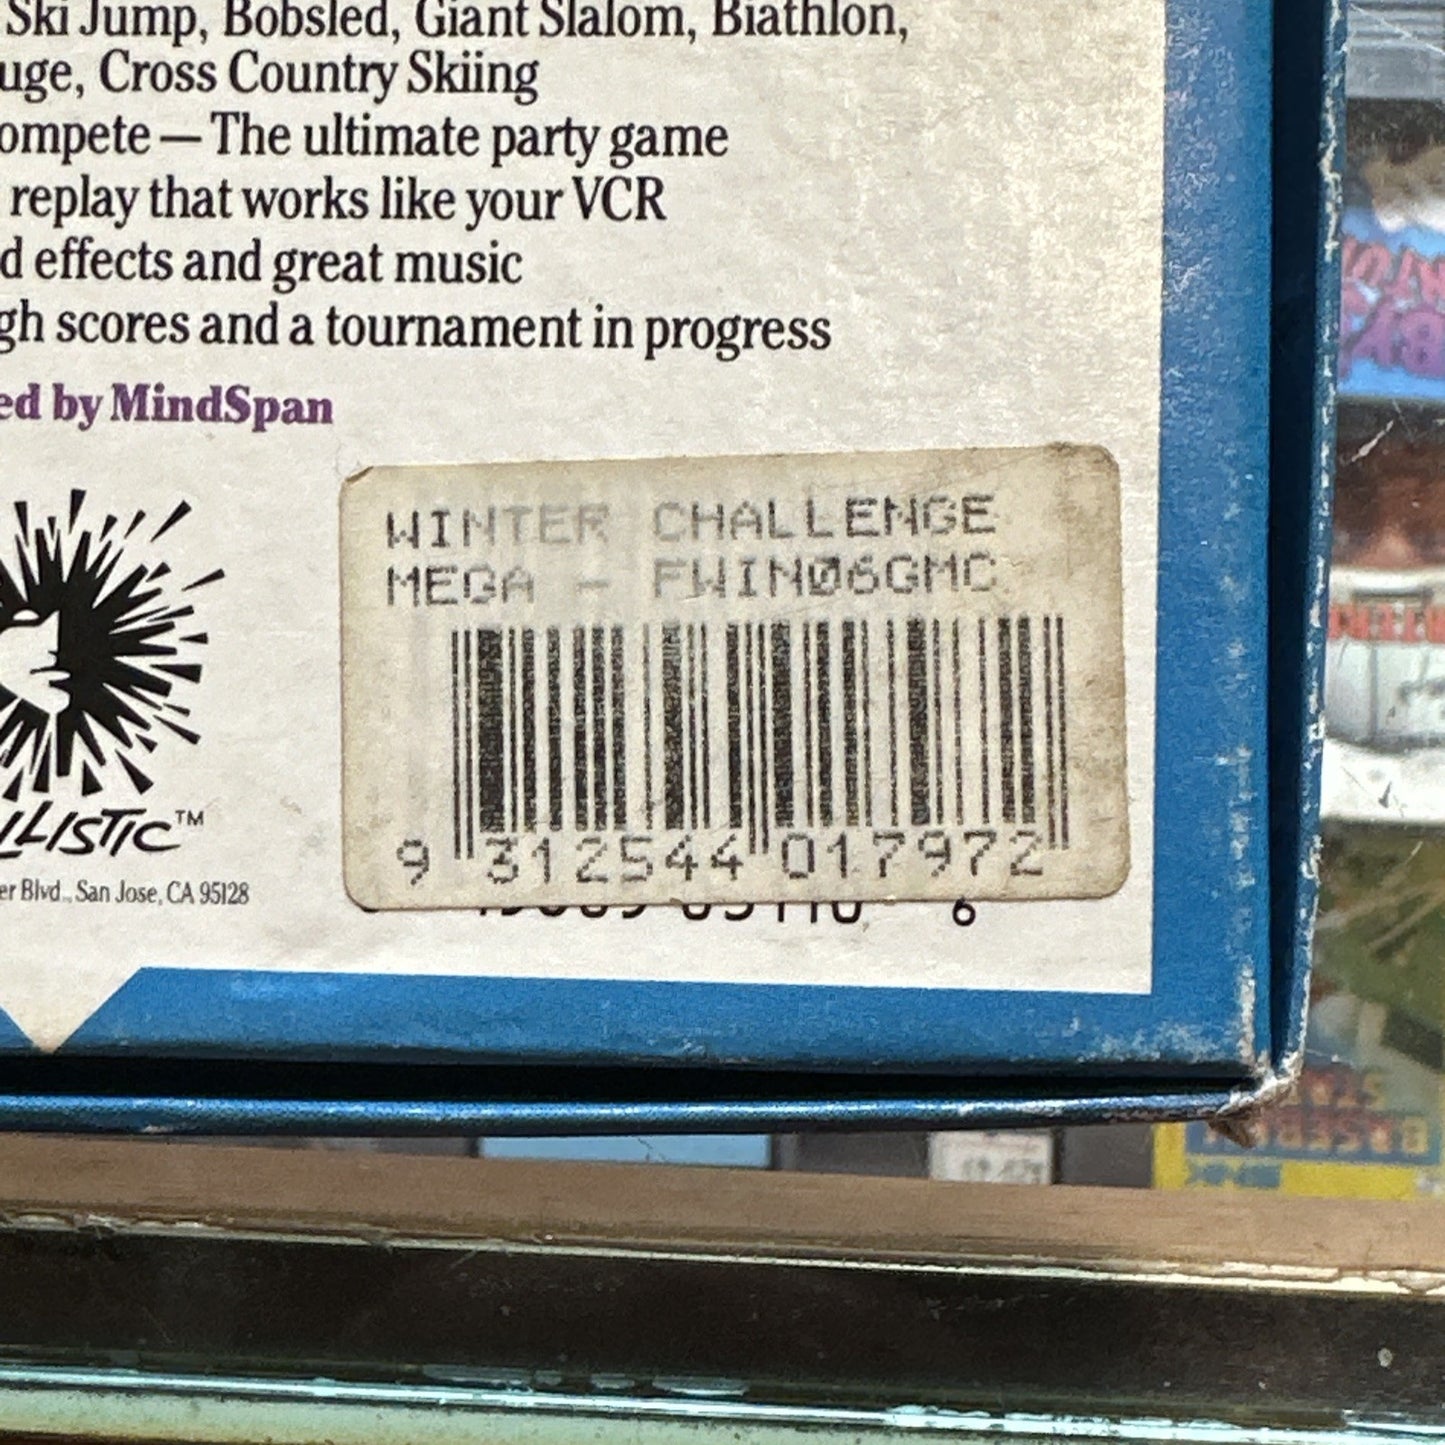 Ski Jump, Bobsled, Giant Slalom, Biathlon,
uge, Cross Country Skiing
ompete — The ultimate party game
replay that works like your VCR
d effects and great music
gh scores and a tournament in progress
ed by MindSpan
WINTER CHALLENGE
MEGA - FWIN06GMC
9 312544 017972
6
LLISTIC™
er Blvd., San Jose, CA 95128